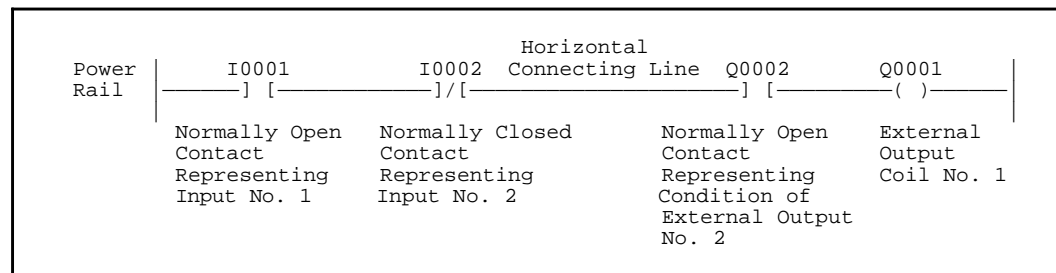 Horizontal
Power I0001 I0002 Connecting Line Q0002 Q0001
Rail ] [ ]/[ ] [ ( )
Normally Open Normally Closed Normally Open External
Contact Contact Contact Output
Representing Representing Representing Coil No. 1
Input No. 1 Input No. 2 Condition of
External Output
No. 2